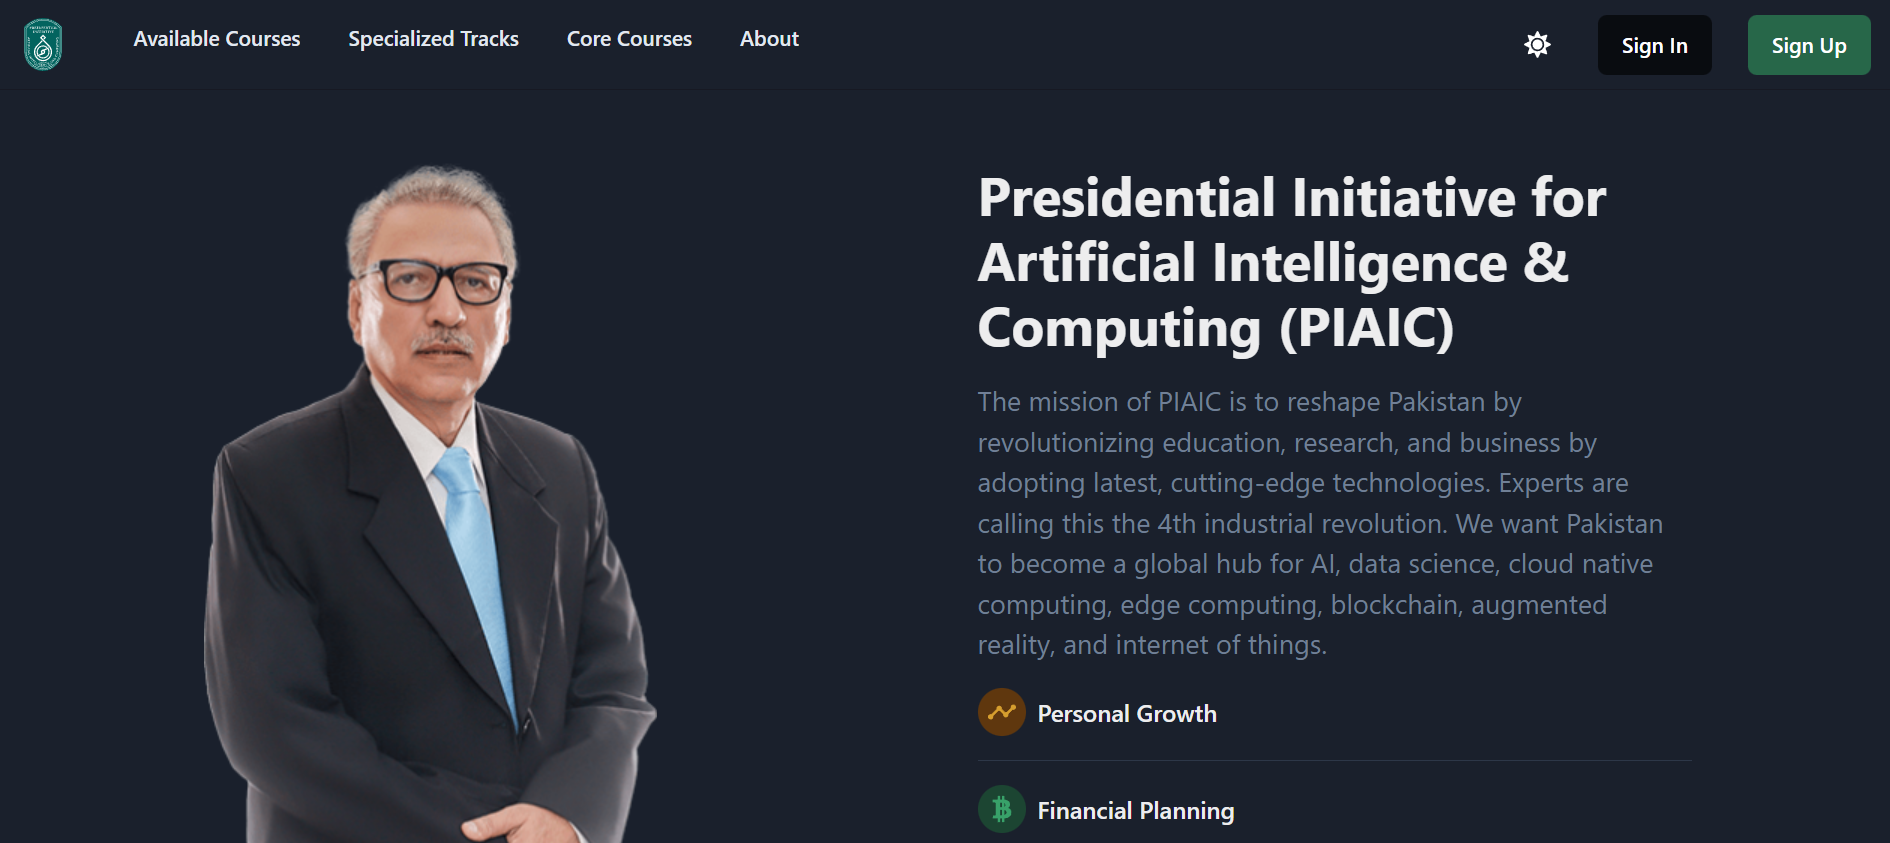 Available Courses
Specialized Tracks
Core Courses
About
Sign In
Sign Up
Presidential Initiative for
Artificial Intelligence &
Computing (PIAIC)
The mission of PIAIC is to reshape Pakistan by
revolutionizing education, research, and business by
adopting latest, cutting-edge technologies. Experts are
calling this the 4th industrial revolution. We want Pakistan
to become a global hub for AI, data science, cloud native
computing, edge computing, blockchain, augmented
reality, and internet of things.
Personal Growth
Financial Planning